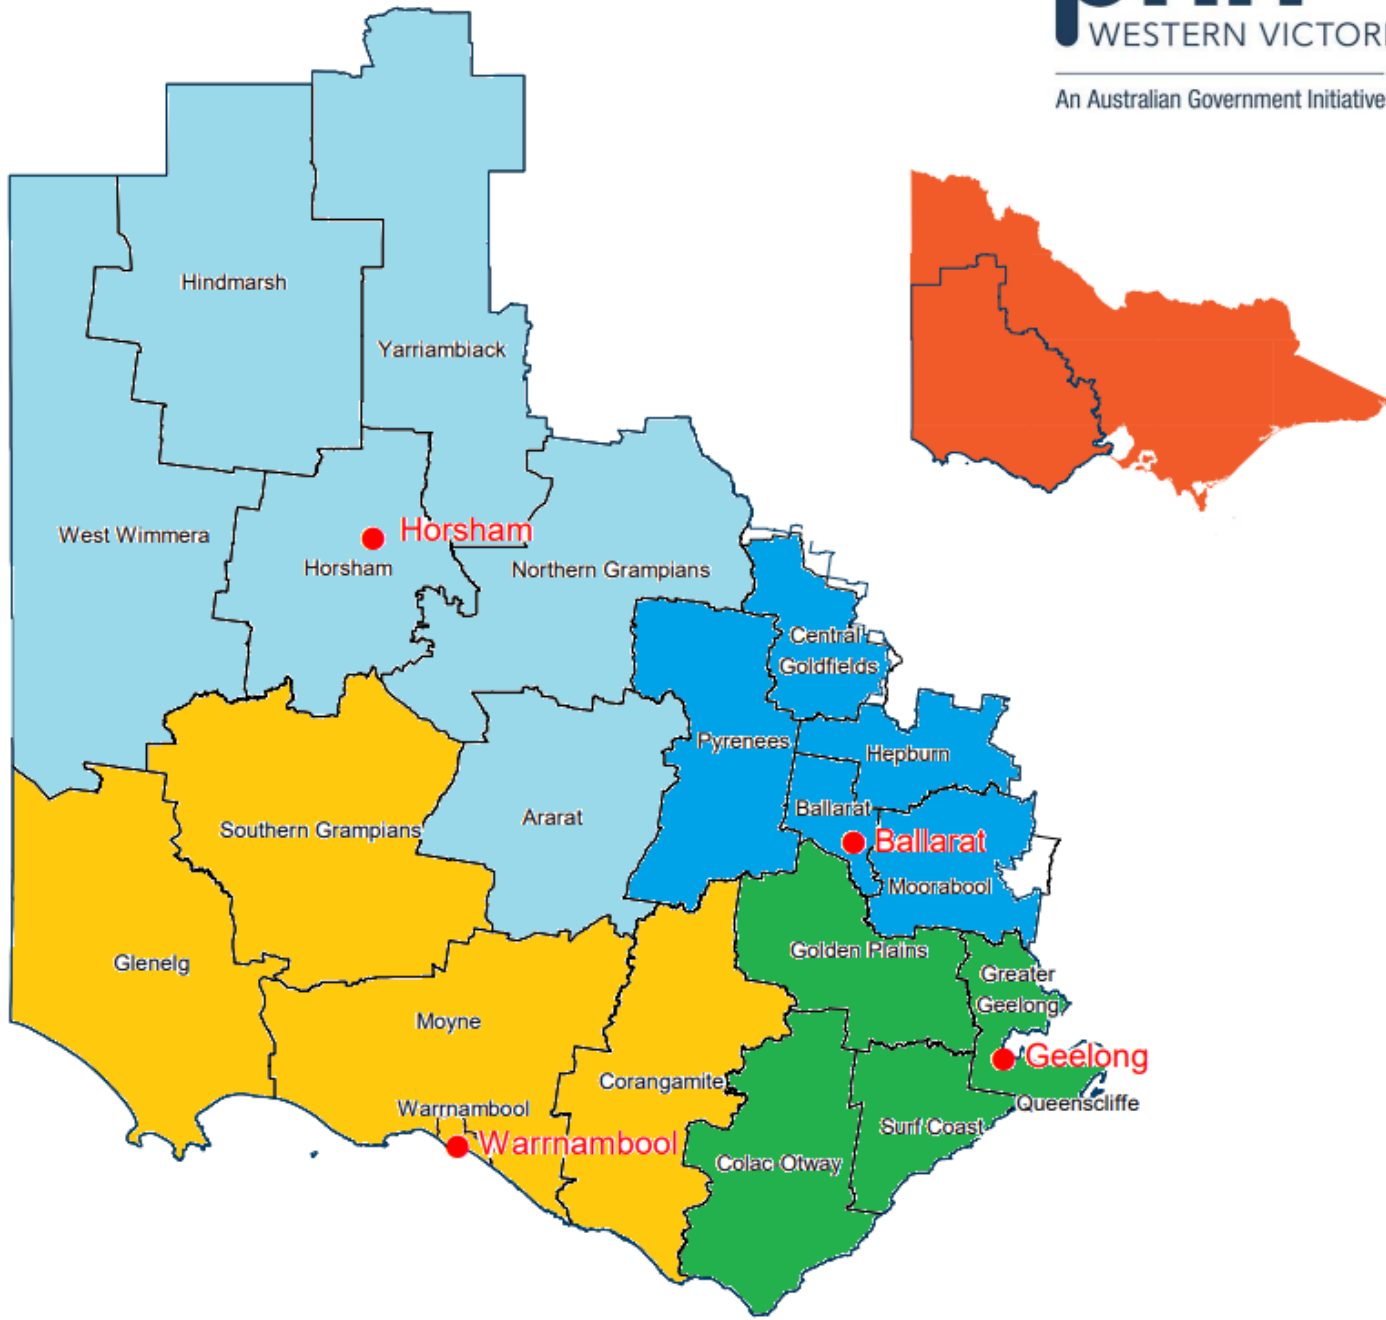 WESTERN VICTORI
An Australian Government Initiative
Hindmarsh
Yarriambiack
West Wimmera
Horsham
Horsham
Northern Grampians
Central
Goldfields
Pyrenees
Hepburn
Ballarat
Ballarat
Moorabool
Ararat
Southern Grampians
Glenelg
Golden Plains
Greater
Geelong
Moyne
Geelong
Corangamite
Queenscliffe
Warrnambool
Warrnambool
Surf Coast
Colac Otway